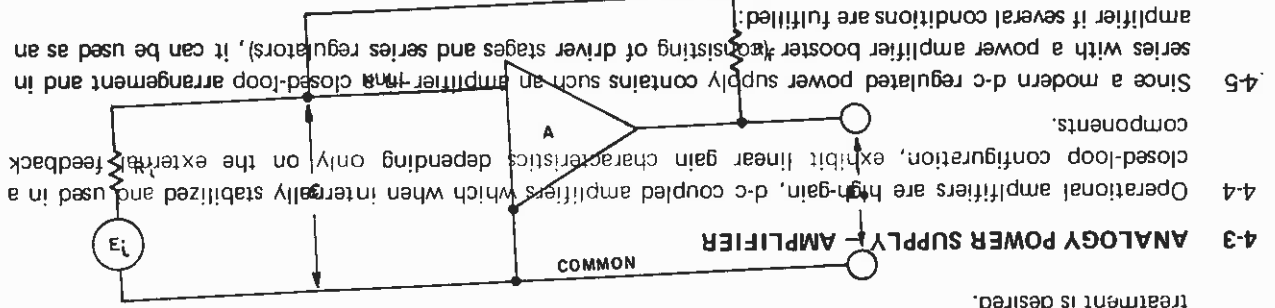 treatment is desired.
4-3 ANALOGY POWER SUPPLY – AMPLIFIER
4-4 Operational amplifiers are high-gain, d-c coupled amplifiers which when internally stabilized and used in a
closed-loop configuration, exhibit linear gain characteristics depending only on the external feedback
components.
4-5 Since a modern d-c regulated power supply contains such an amplifier in a closed-loop arrangement and in
series with a power amplifier booster (consisting of driver stages and series regulators), it can be used as an
amplifier if several conditions are fulfilled:
COMMON
Ei
A